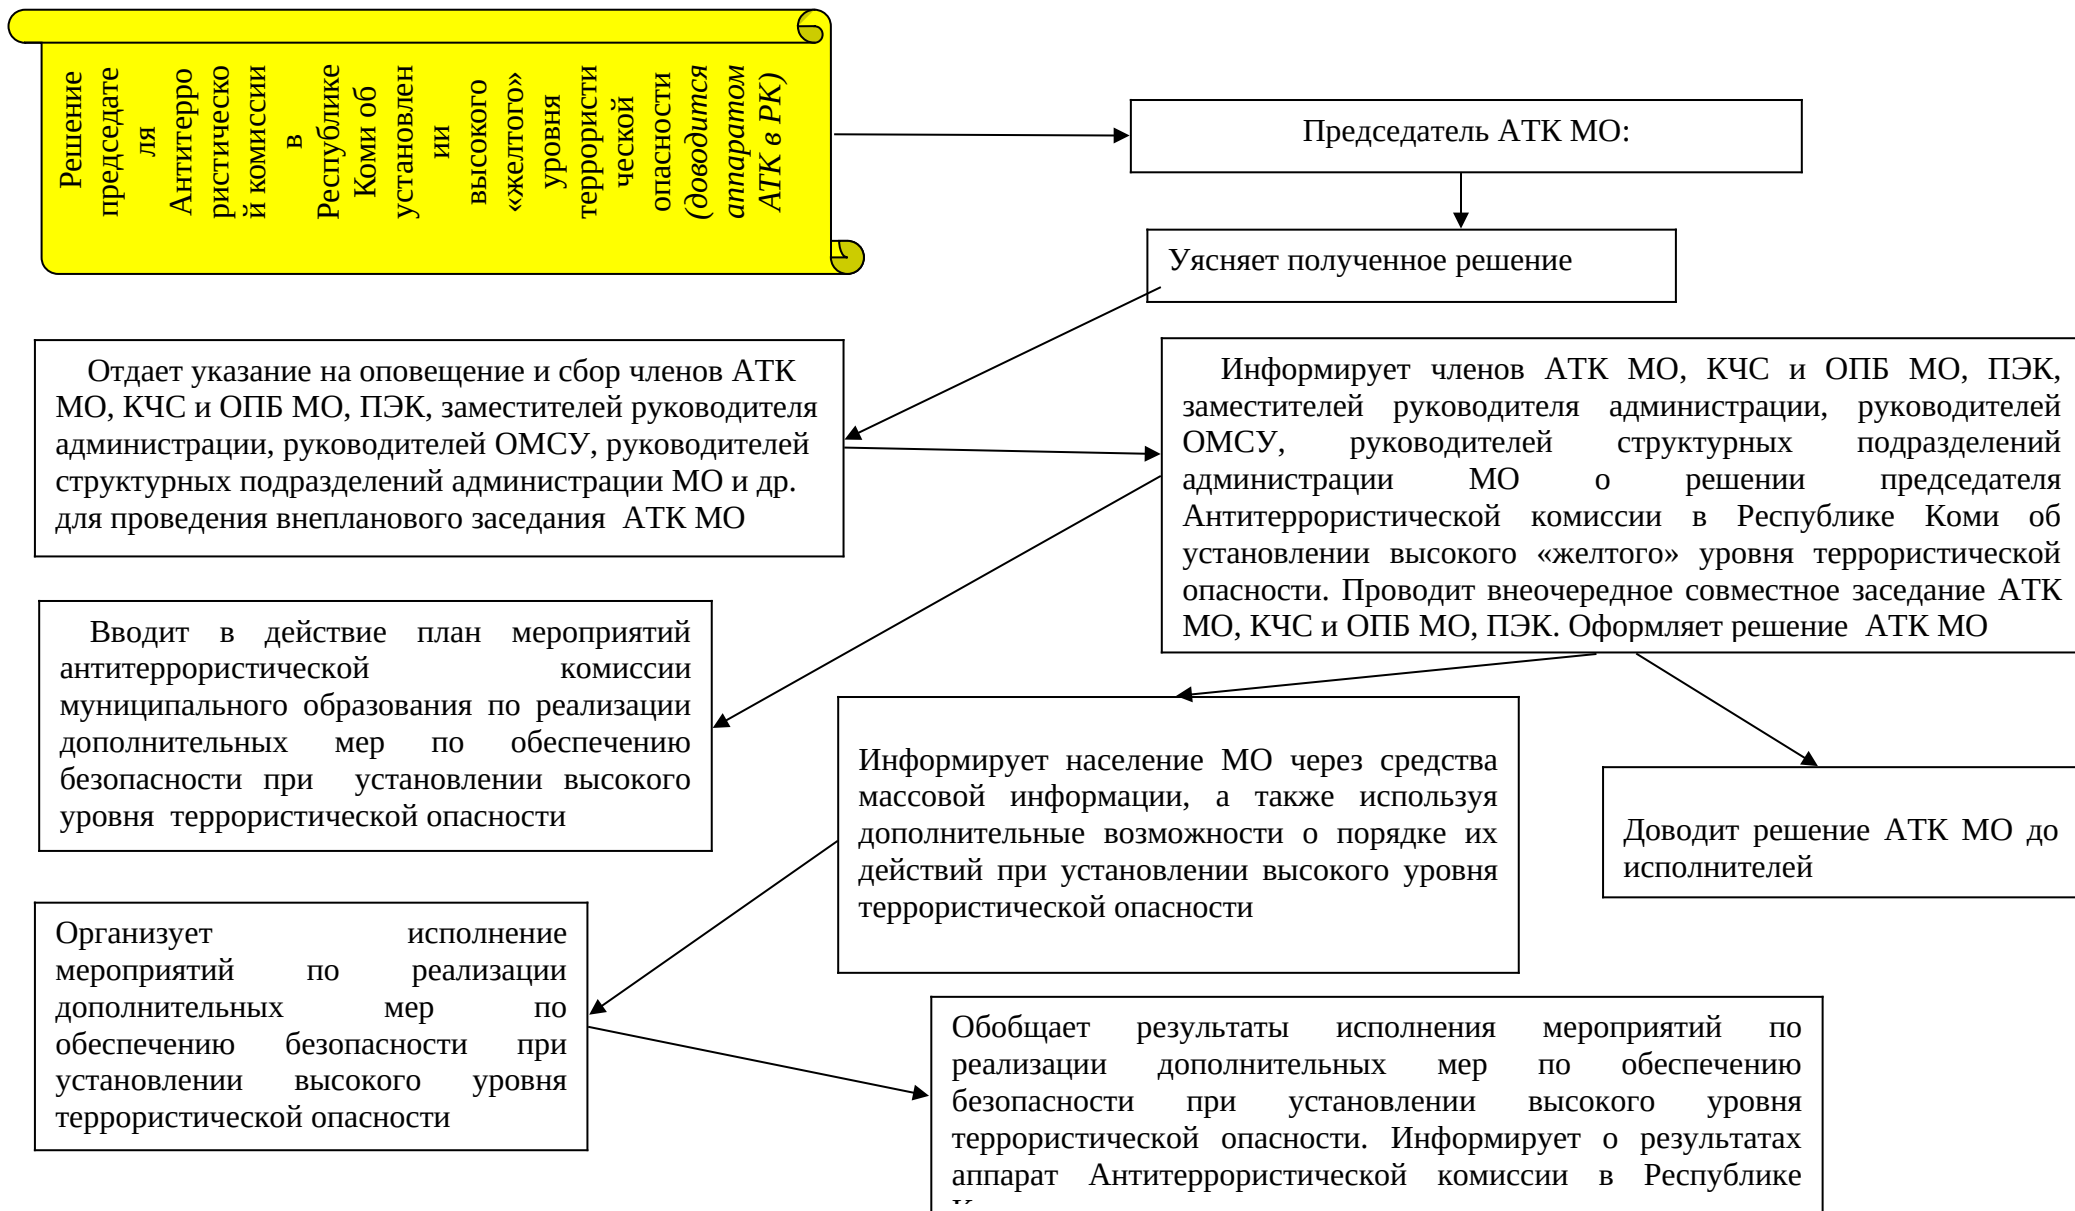 Решение
председате
ля
Антитерро
ристическо
й комиссии
в
Республике
Коми об
установлен
ии
высокого
«желтого»
уровня
террористи
ческой
опасности
(доводится
аппаратом
АТК в РК)
Председатель АТК МО:
Уясняет полученное решение
Отдает указание на оповещение и сбор членов АТК
МО, КЧС и ОПБ МО, ПЭК, заместителей руководителя
администрации, руководителей ОМСУ, руководителей
структурных подразделений администрации МО и др.
для проведения внепланового заседания АТК МО
Информирует членов АТК МО, КЧС и ОПБ МО, ПЭК,
заместителей руководителя администрации, руководителей
ОМСУ, руководителей структурных подразделений
администрации МО о решении председателя
Антитеррористической комиссии в Республике Коми об
установлении высокого «желтого» уровня террористической
опасности. Проводит внеочередное совместное заседание АТК
МО, КЧС и ОПБ МО, ПЭК. Оформляет решение АТК МО
Вводит в действие план мероприятий
антитеррористической комиссии
муниципального образования по реализации
дополнительных мер по обеспечению
безопасности при установлении высокого
уровня террористической опасности
Информирует население МО через средства
массовой информации, а также используя
дополнительные возможности о порядке их
действий при установлении высокого уровня
террористической опасности
Доводит решение АТК МО до
исполнителей
Организует исполнение
мероприятий по реализации
дополнительных мер по
обеспечению безопасности при
установлении высокого уровня
террористической опасности
Обобщает результаты исполнения мероприятий по
реализации дополнительных мер по обеспечению
безопасности при установлении высокого уровня
террористической опасности. Информирует о результатах
аппарат Антитеррористической комиссии в Республике